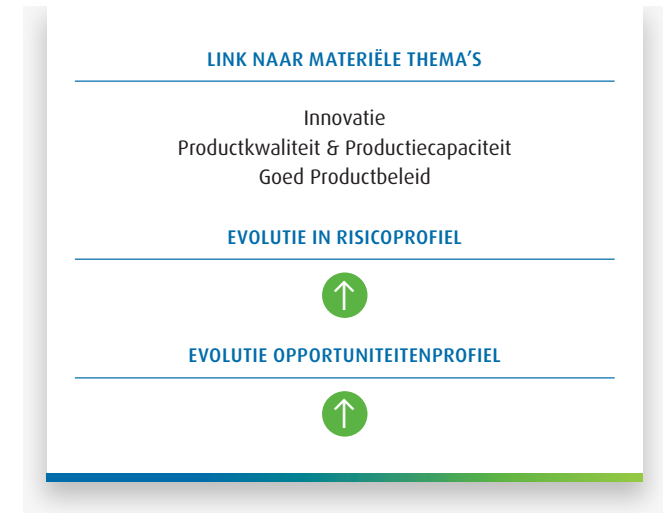 LINK NAAR MATERIËLE THEMA'S
Innovatie
Productkwaliteit & Productiecapaciteit
Goed Productbeleid
EVOLUTIE IN RISICOPROFIEL
EVOLUTIE OPPORTUNITEITENPROFIEL